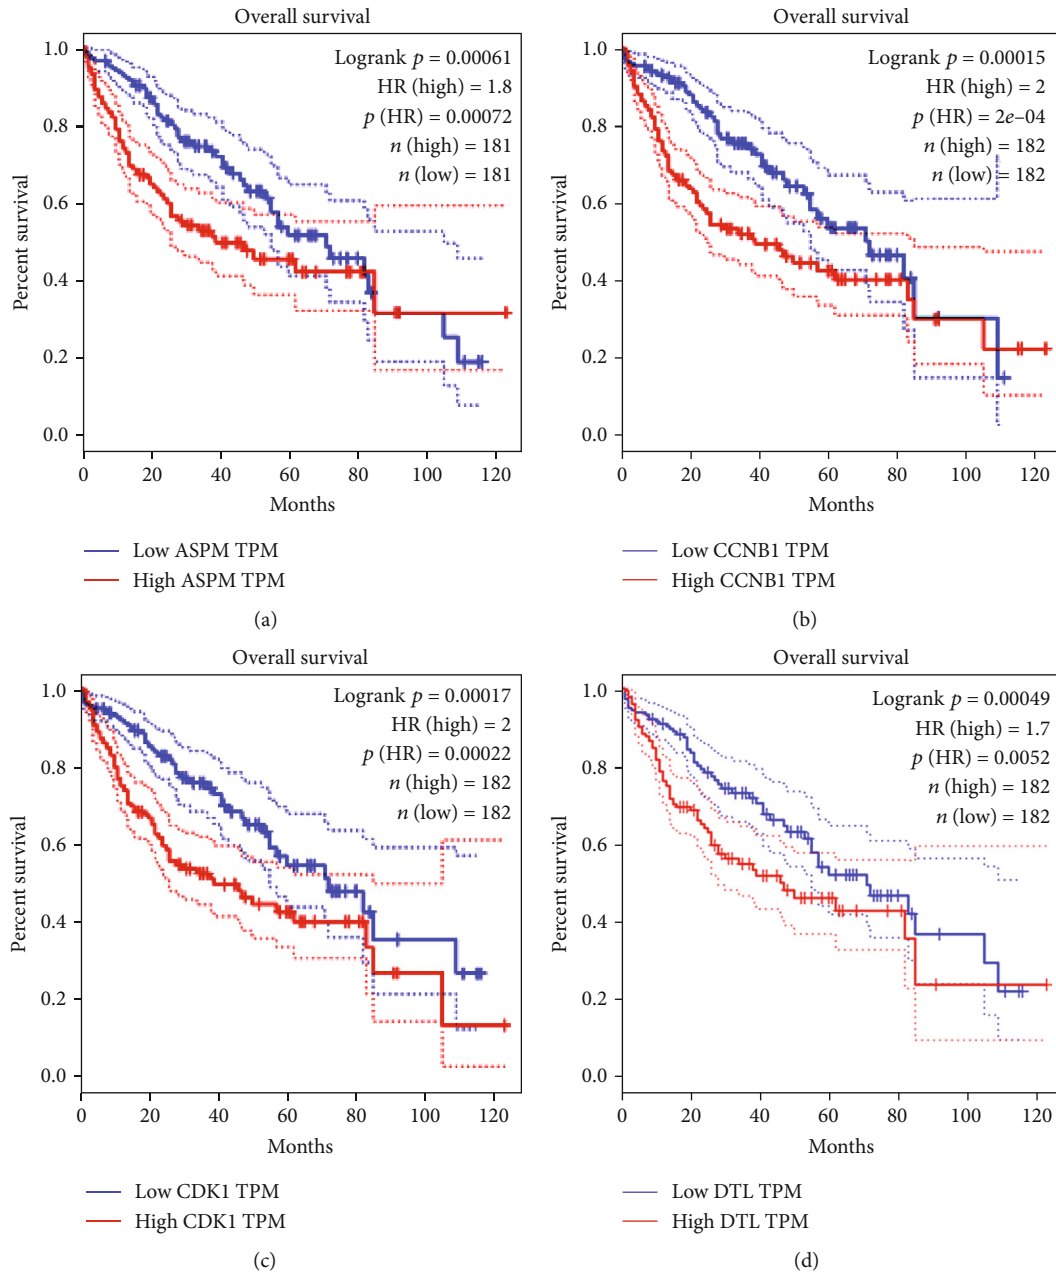 Overall survival
Logrank p = 0.00061
HR (high) = 1.8
p (HR) = 0.00072
n (high) = 181
n (low) = 181
Percent survival
1.0
0.8
0.6
0.4
0.2
0.0
0 20 40 60 80 100 120
Months
Low ASPM TPM
High ASPM TPM
(a)
Overall survival
Logrank p = 0.00015
HR (high) = 2
p (HR) = 2e–04
n (high) = 182
n (low) = 182
Percent survival
1.0
0.8
0.6
0.4
0.2
0.0
0 20 40 60 80 100 120
Months
Low CCNB1 TPM
High CCNB1 TPM
(b)
Overall survival
Logrank p = 0.00017
HR (high) = 2
p (HR) = 0.00022
n (high) = 182
n (low) = 182
Percent survival
1.0
0.8
0.6
0.4
0.2
0.0
0 20 40 60 80 100 120
Months
Low CDK1 TPM
High CDK1 TPM
(c)
Overall survival
Logrank p = 0.00049
HR (high) = 1.7
p (HR) = 0.0052
n (high) = 182
n (low) = 182
Percent survival
1.0
0.8
0.6
0.4
0.2
0.0
0 20 40 60 80 100 120
Months
Low DTL TPM
High DTL TPM
(d)